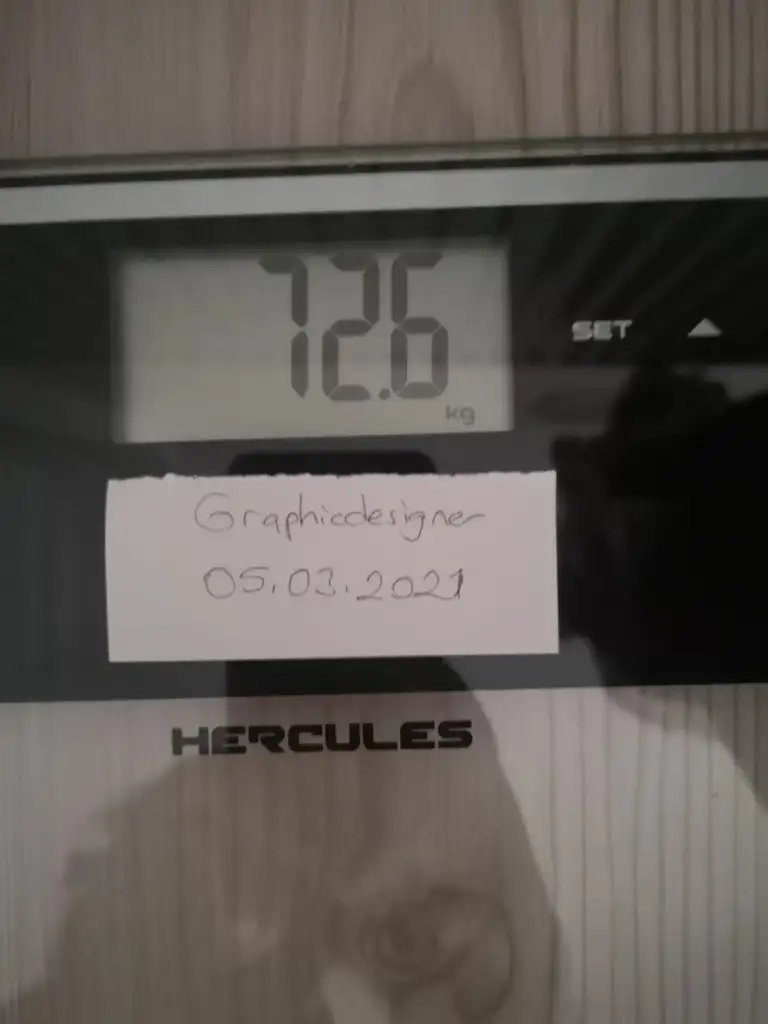 72.6
kg
SET
Graphicdesigner
05.03.2021
HERCULES